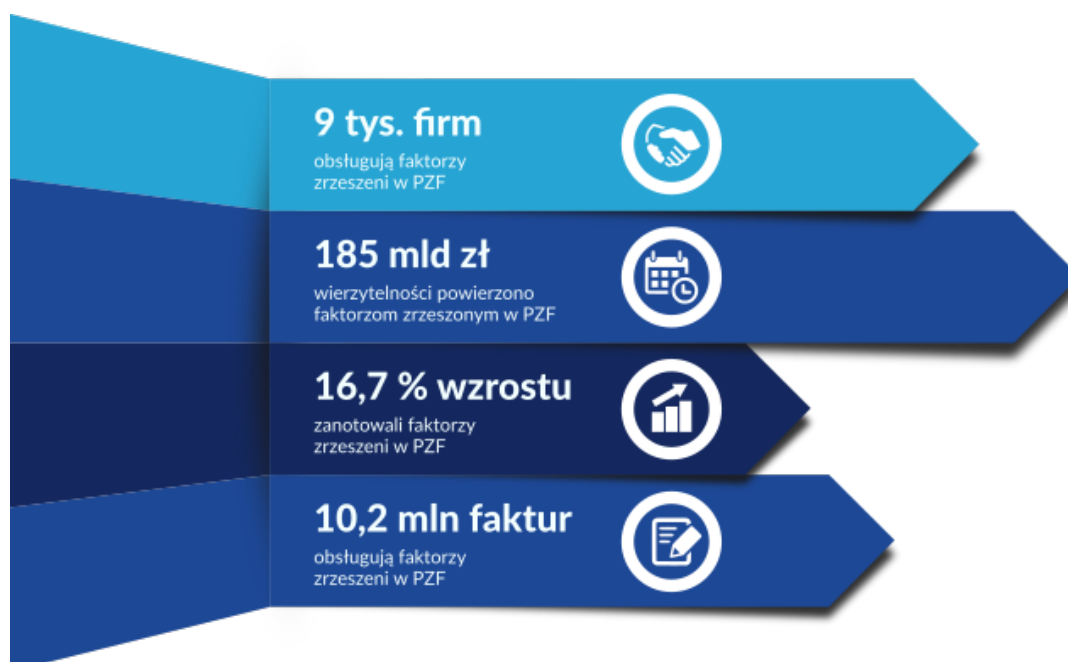 9 tys. firm
obsługują faktorzy
zrzeszeni w PZF
185 mld zł
wierzytelności powierzono
faktorzom zrzeszonym w PZF
16,7 % wzrostu
zanotowali faktorzy
zrzeszeni w PZF
10,2 mln faktur
obsługują faktorzy
zrzeszeni w PZF